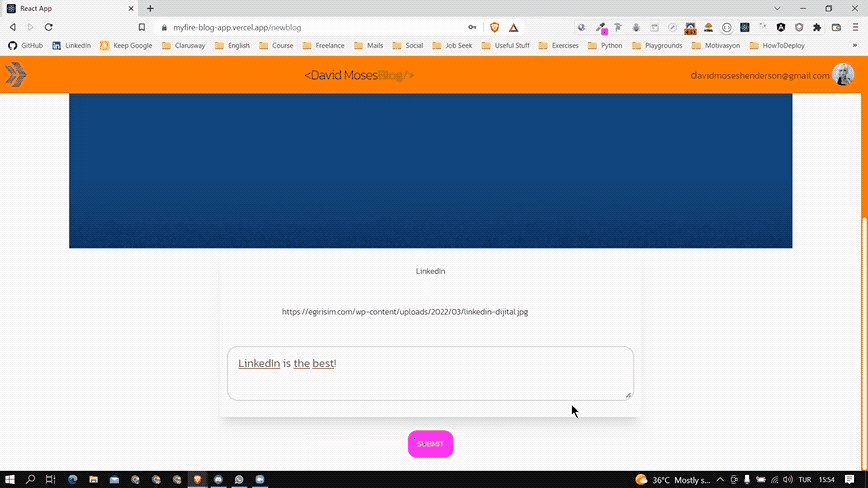 React App
myfire-blog-app.vercel.app/newblog
GitHub LinkedIn Keep Google Clarusway English Course Freelance Mails Social Job Seek Useful Stuff Exercises Python Playgrounds Motivasyon HowToDeploy »
<David Moses Blog/> davidmoseshenderson@gmail.com
LinkedIn
https://egirisim.com/wp-content/uploads/2022/03/linkedin-dijital.jpg
LinkedIn is the best!
SUBMIT
36°C Mostly s... TUR 15:54